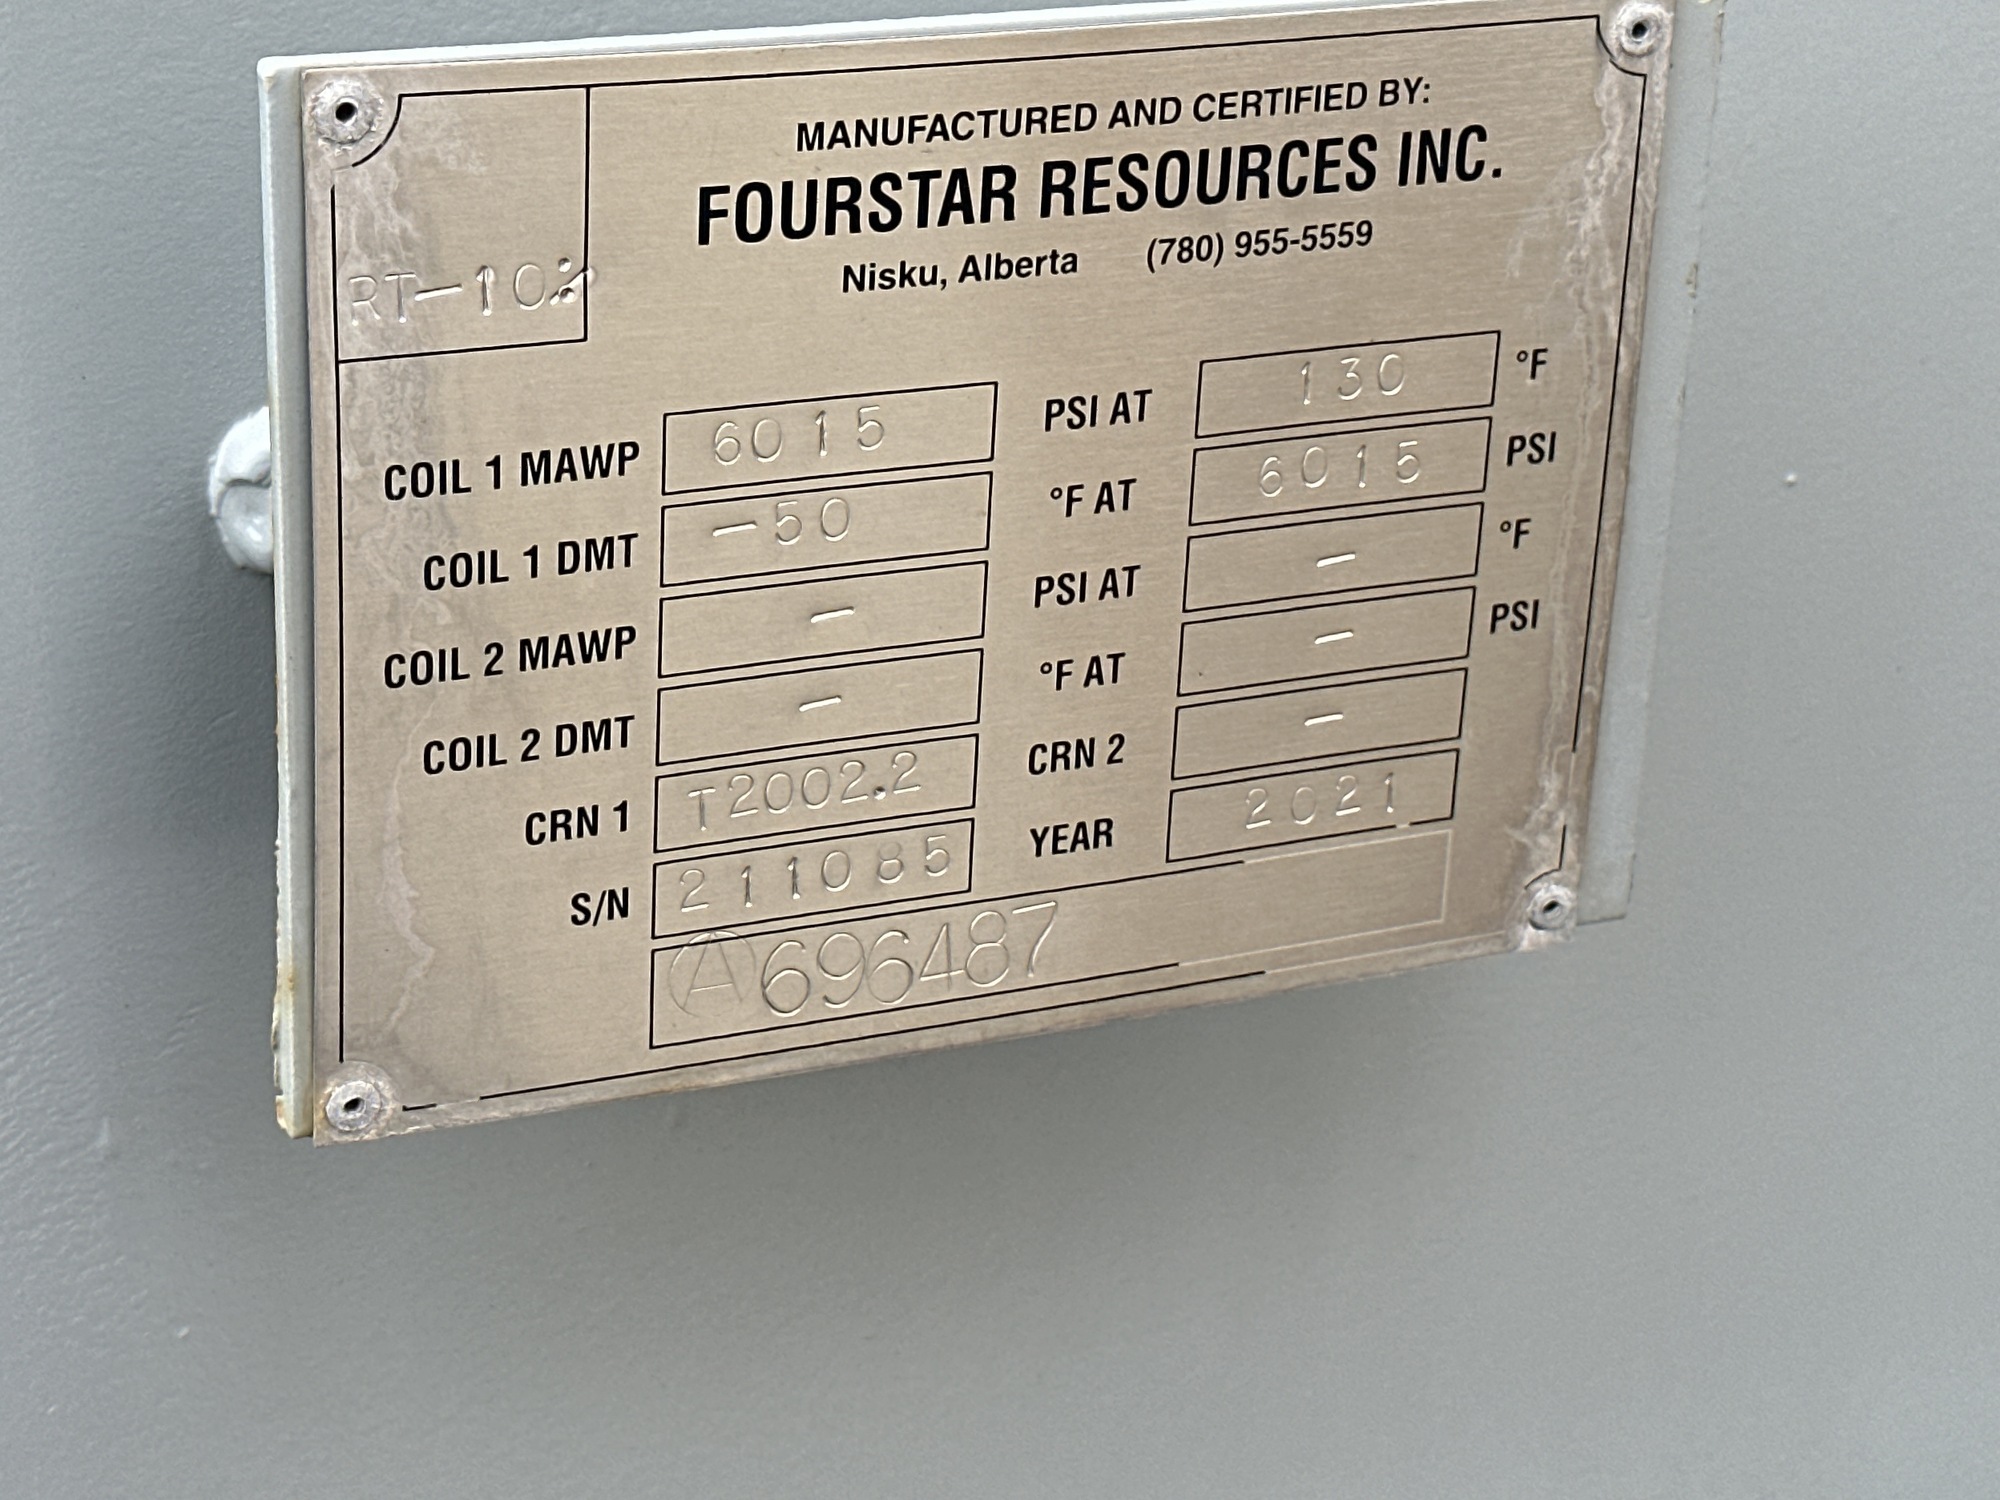 MANUFACTURED AND CERTIFIED BY:
FOURSTAR RESOURCES INC.
Nisku, Alberta (780) 955-5559
RT-10%
COIL 1 MAWP 6015 PSI AT 130 °F
COIL 1 DMT -50 °F AT 6015 PSI
COIL 2 MAWP - PSI AT - °F
COIL 2 DMT - °F AT - PSI
CRN 1 T2002.2 CRN 2 -
S/N 211085 YEAR 2021
A696487